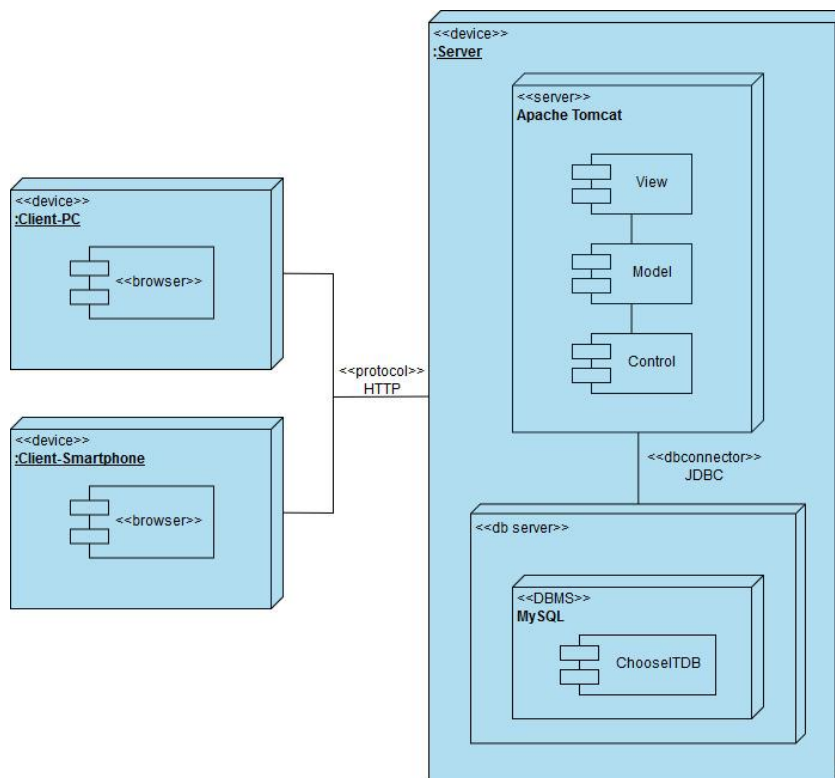 <<device>>
:Server
<<server>>
Apache Tomcat
View
Model
Control
<<device>>
:Client-PC
<<browser>>
<<protocol>>
HTTP
<<device>>
:Client-Smartphone
<<browser>>
<<dbconnector>>
JDBC
<<db server>>
<<DBMS>>
MySQL
ChooseITDB